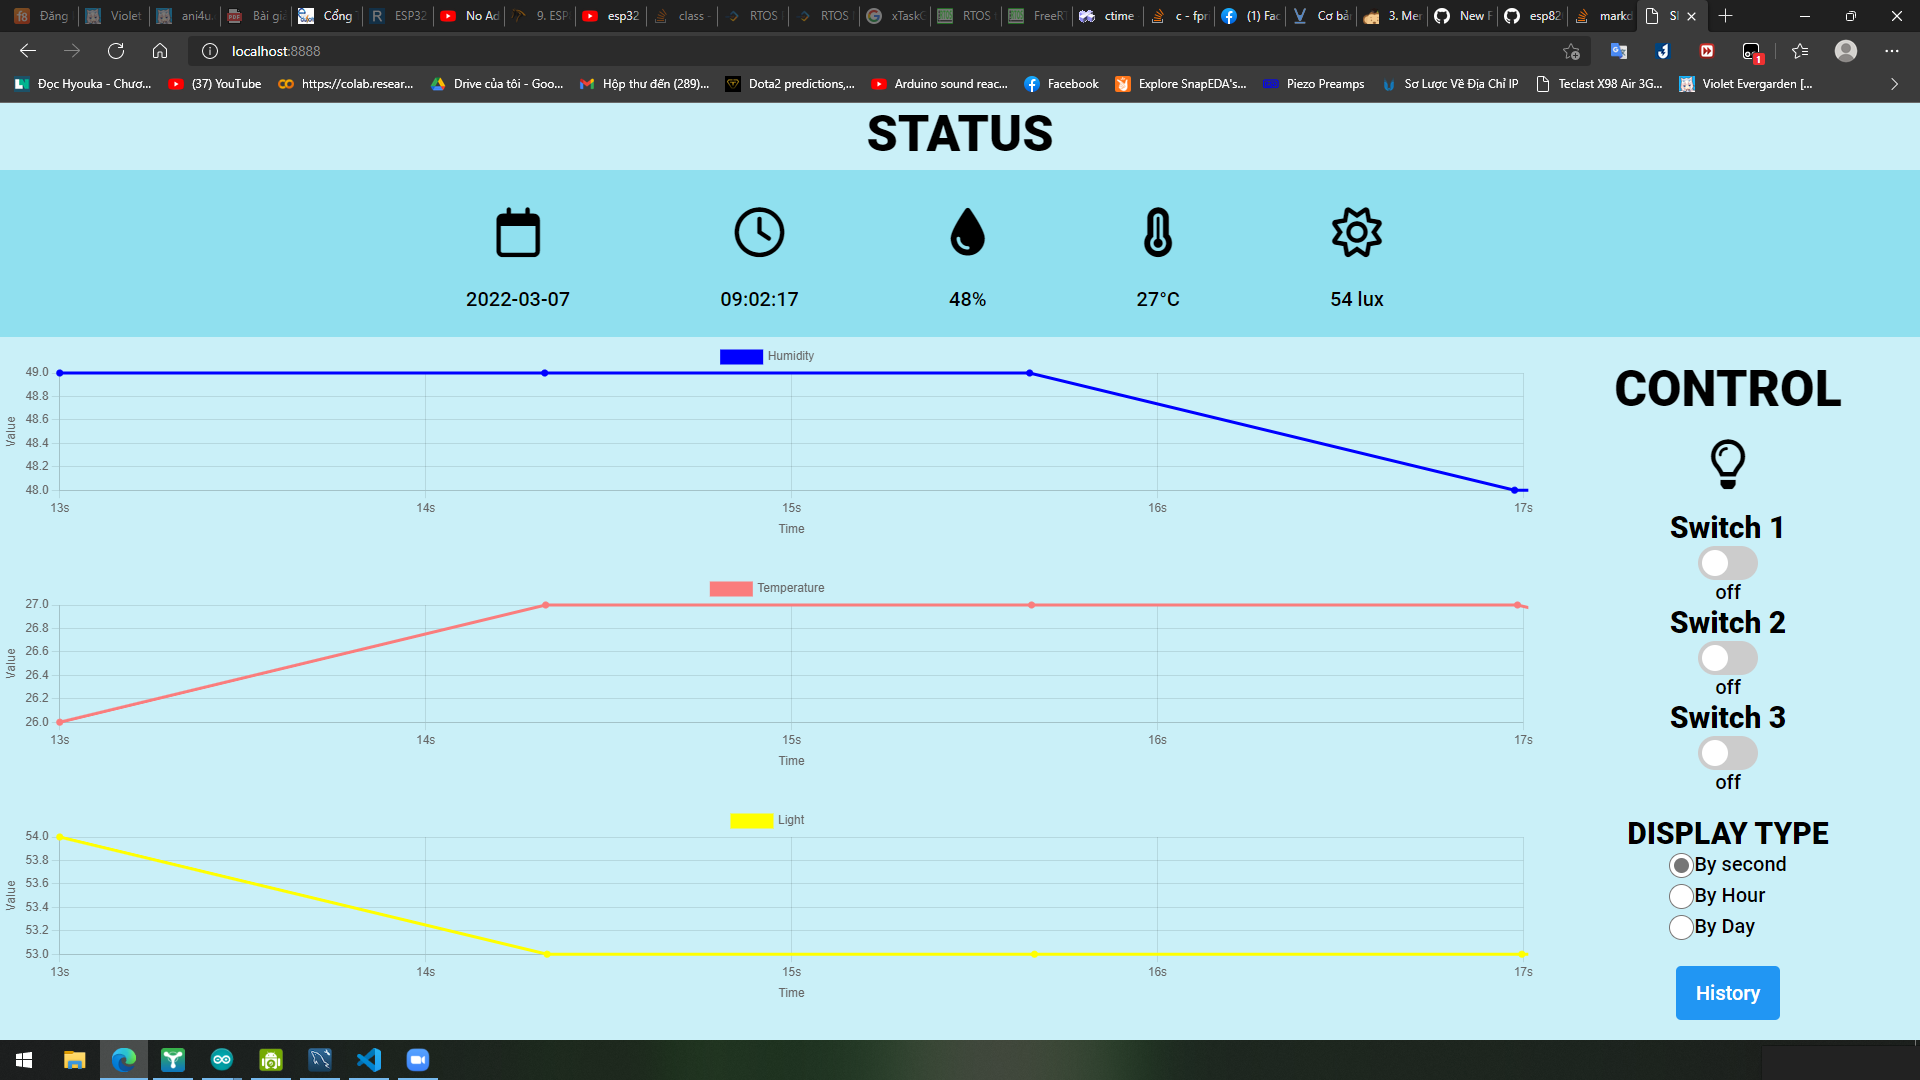 Đăng
Violet
ani4u.
Bài giả
Cổng
ESP32
No Ad
9. ESP
esp32
class -
RTOS
RTOS
xTaskC
RTOS
FreeRT
ctime
c - fpr
(1) Fac
Cơ bản
3. Mer
New F
esp82
markd
localhost:8888
Đọc Hyouka - Chươ...
(37) YouTube
https://colab.resear...
Drive của tôi - Goo...
Hộp thư đến (289)...
Dota2 predictions,...
Arduino sound reac...
Facebook
Explore SnapEDA's...
Piezo Preamps
Sơ Lược Về Địa Chỉ IP
Teclast X98 Air 3G...
Violet Evergarden [...
STATUS
2022-03-07
09:02:17
48%
27°C
54 lux
Humidity
49.0
48.8
48.6
48.4
48.2
48.0
Value
13s 14s 15s 16s 17s
Time
Temperature
27.0
26.8
26.6
26.4
26.2
26.0
Value
13s 14s 15s 16s 17s
Time
Light
54.0
53.8
53.6
53.4
53.2
53.0
Value
13s 14s 15s 16s 17s
Time
CONTROL
Switch 1
off
Switch 2
off
Switch 3
off
DISPLAY TYPE
By second
By Hour
By Day
History